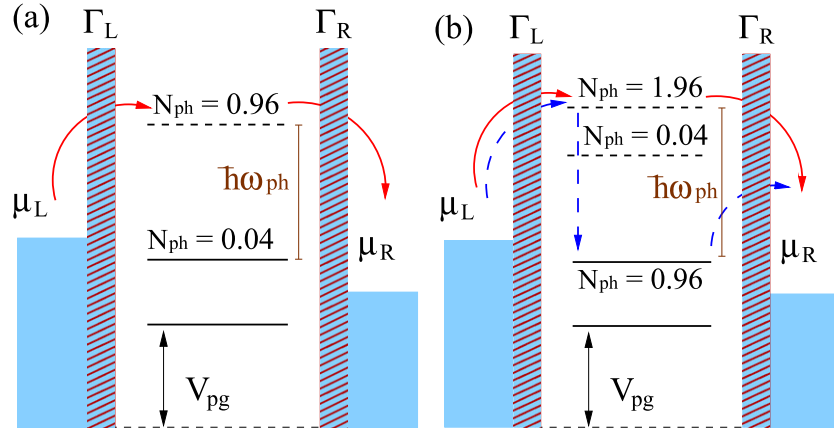 (a)
Γ_L
Γ_R
N_ph = 0.96
ħω_ph
μ_L
N_ph = 0.04
μ_R
V_pg
(b)
Γ_L
Γ_R
N_ph = 1.96
N_ph = 0.04
ħω_ph
μ_L
μ_R
N_ph = 0.96
V_pg